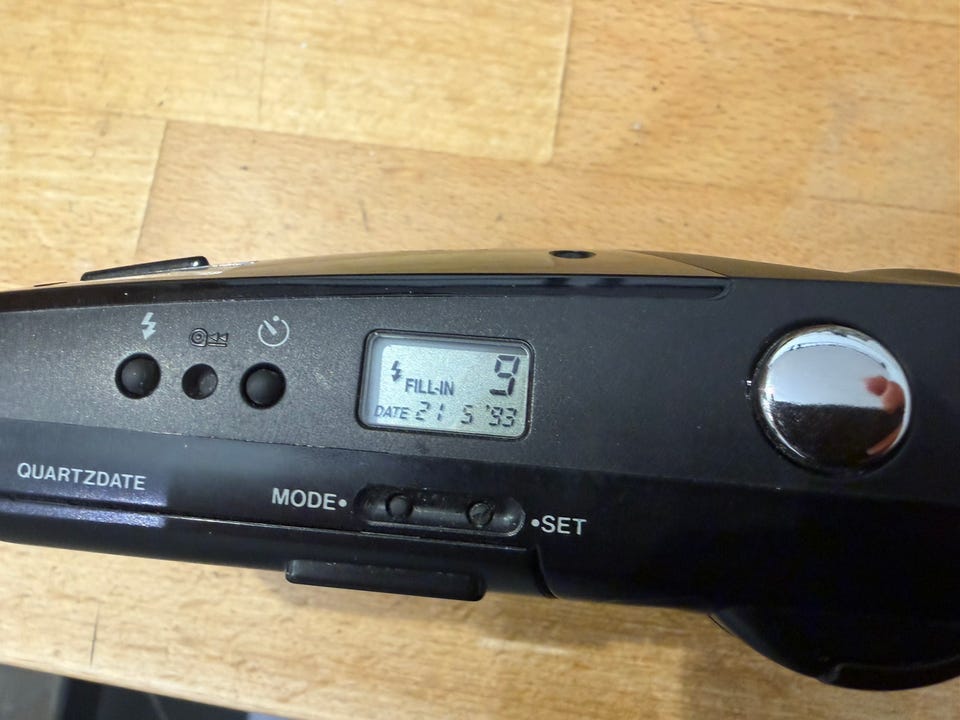 FILL-IN 9
DATE 21 5 '93
QUARTZDATE
MODE•
•SET